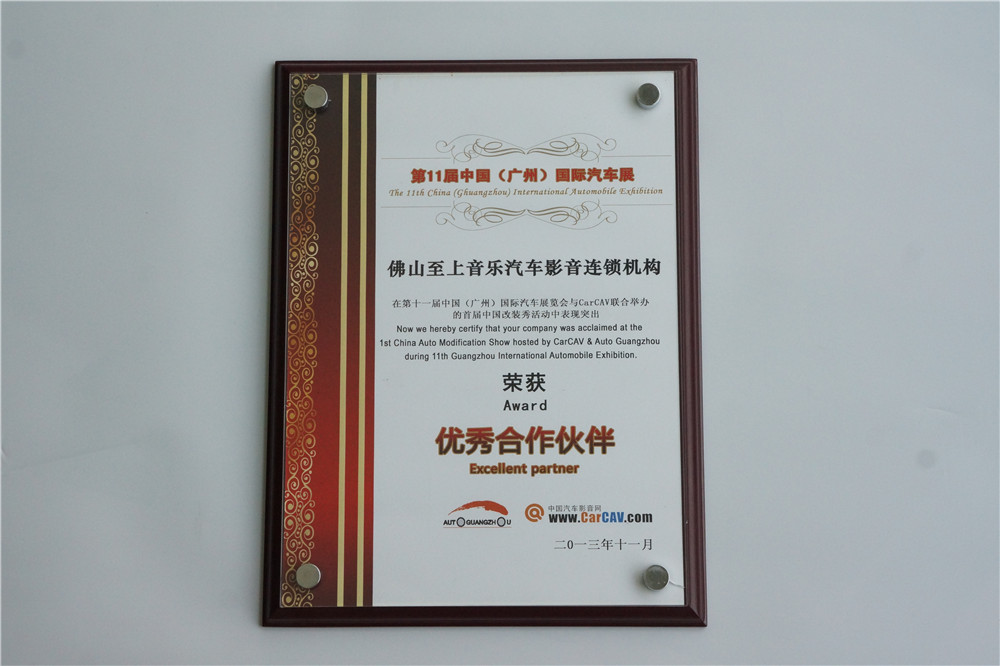 第11届中国（广州）国际汽车展
The 11th China (Ghuangzhou) International Automobile Exhibition
佛山至上音乐汽车影音连锁机构
在第十一届中国（广州）国际汽车展览会与CarCAV联合举办
的首届中国改装秀活动中表现突出
Now we hereby certify that your company was acclaimed at the
1st China Auto Modification Show hosted by CarCAV & Auto Guangzhou
during 11th Guangzhou International Automobile Exhibition.
荣获
Award
优秀合作伙伴
Excellent partner
AUTO GUANGZHOU
中国汽车影音网
www.CarCAV.com
二0一三年十一月